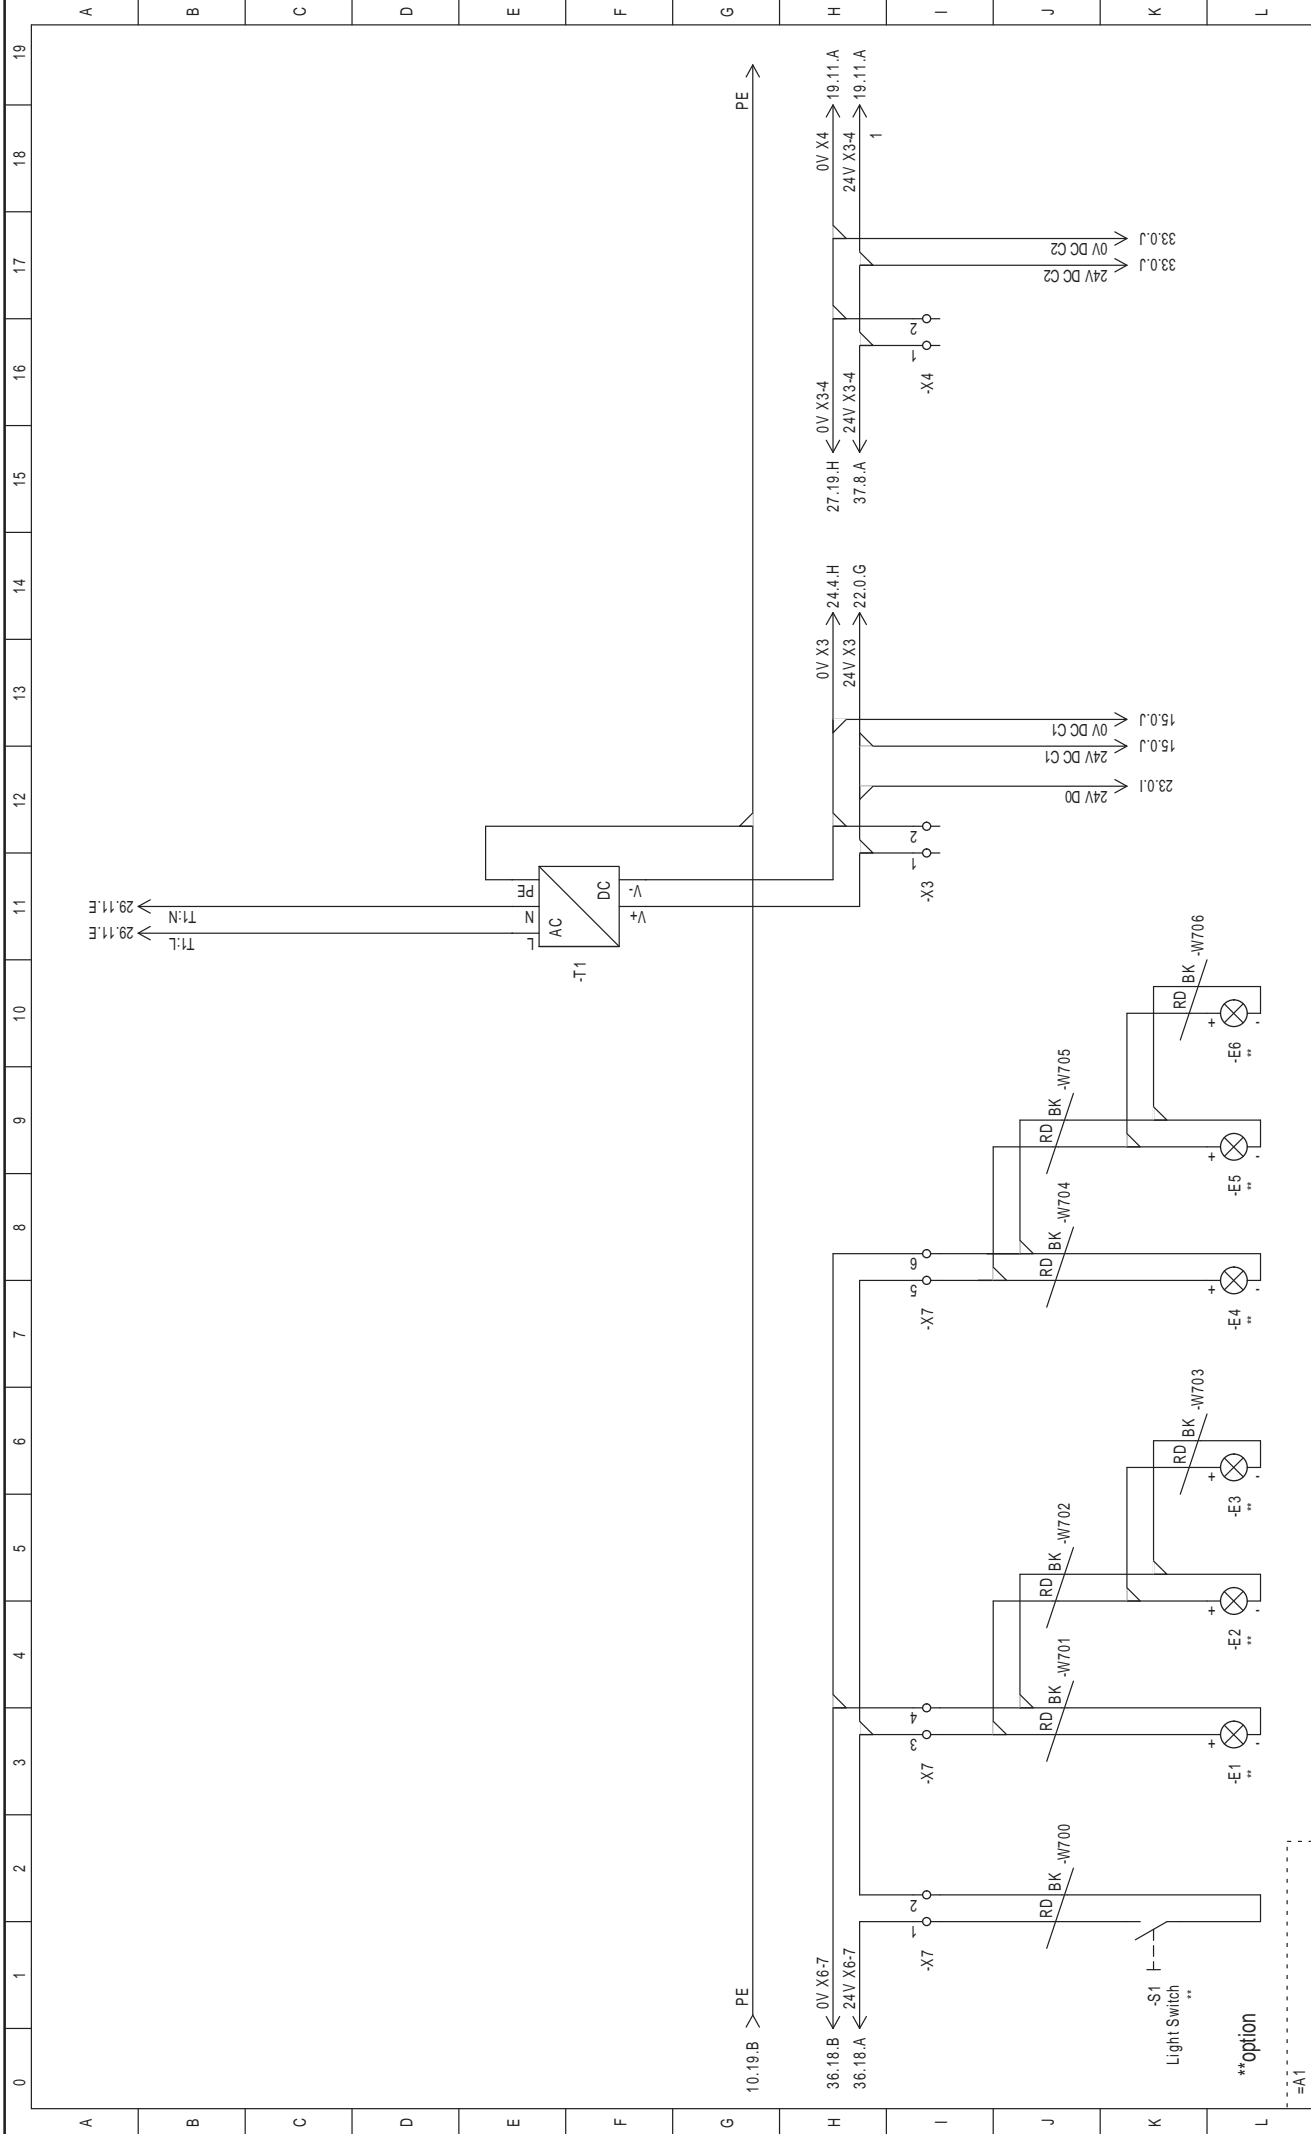 0 1 2 3 4 5 6 7 8 9 10 11 12 13 14 15 16 17 18 19
A A
B B
C C
D D
E E
F F
G G
H H
I I
J J
K K
L L
29.11.E 29.11.E
T1:L T1:N
L N PE
AC
DC
-T1
V+ V-
10.19.B PE PE
36.18.B 0V X6-7
36.18.A 24V X6-7
0V X3 24.4.H
24V X3 22.0.G
27.19.H 0V X3-4
37.8.A 24V X3-4
0V X4 19.11.A
24V X3-4 19.11.A
1
-X7 1 2
-X7 3 4
-X7 5 6
-X3 1 2
-X4 1 2
24V D0 23.0.I
24V DC C1 15.0.J
0V DC C1 15.0.J
24V DC C2 33.0.J
0V DC C2 33.0.J
RD BK -W700
RD BK -W701
RD BK -W702
RD BK -W703
RD BK -W704
RD BK -W705
RD BK -W706
-S1
Light Switch
**
-E1
**
+ -
-E2
**
+ -
-E3
**
+ -
-E4
**
+ -
-E5
**
+ -
-E6
**
+ -
**option
=A1